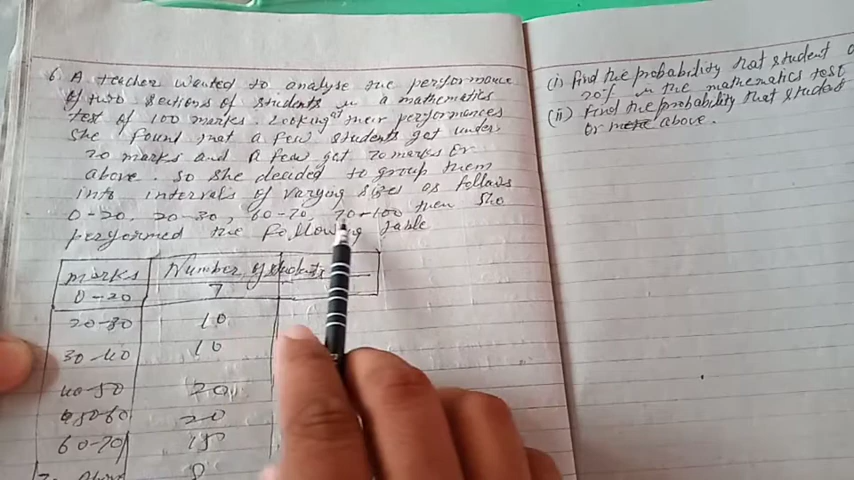 6. A teacher wanted to analyse the performance
of two sections of students in a mathematics
test of 100 marks. Looking at their performances
She found that a few students got under
20 marks and a few got 70 marks or
above. So she decided to group them
into intervals of varying sizes as follows
0-20, 20-30, 60-70, 70-100 then she
performed the following table
marks Number of students
0-20 7
20-30 10
30-40 10
40-50 20
50-60 20
60-70 15
above 8
(i) find the probability that student
20% in the mathematics test
(ii) Find the probability that student
or above.